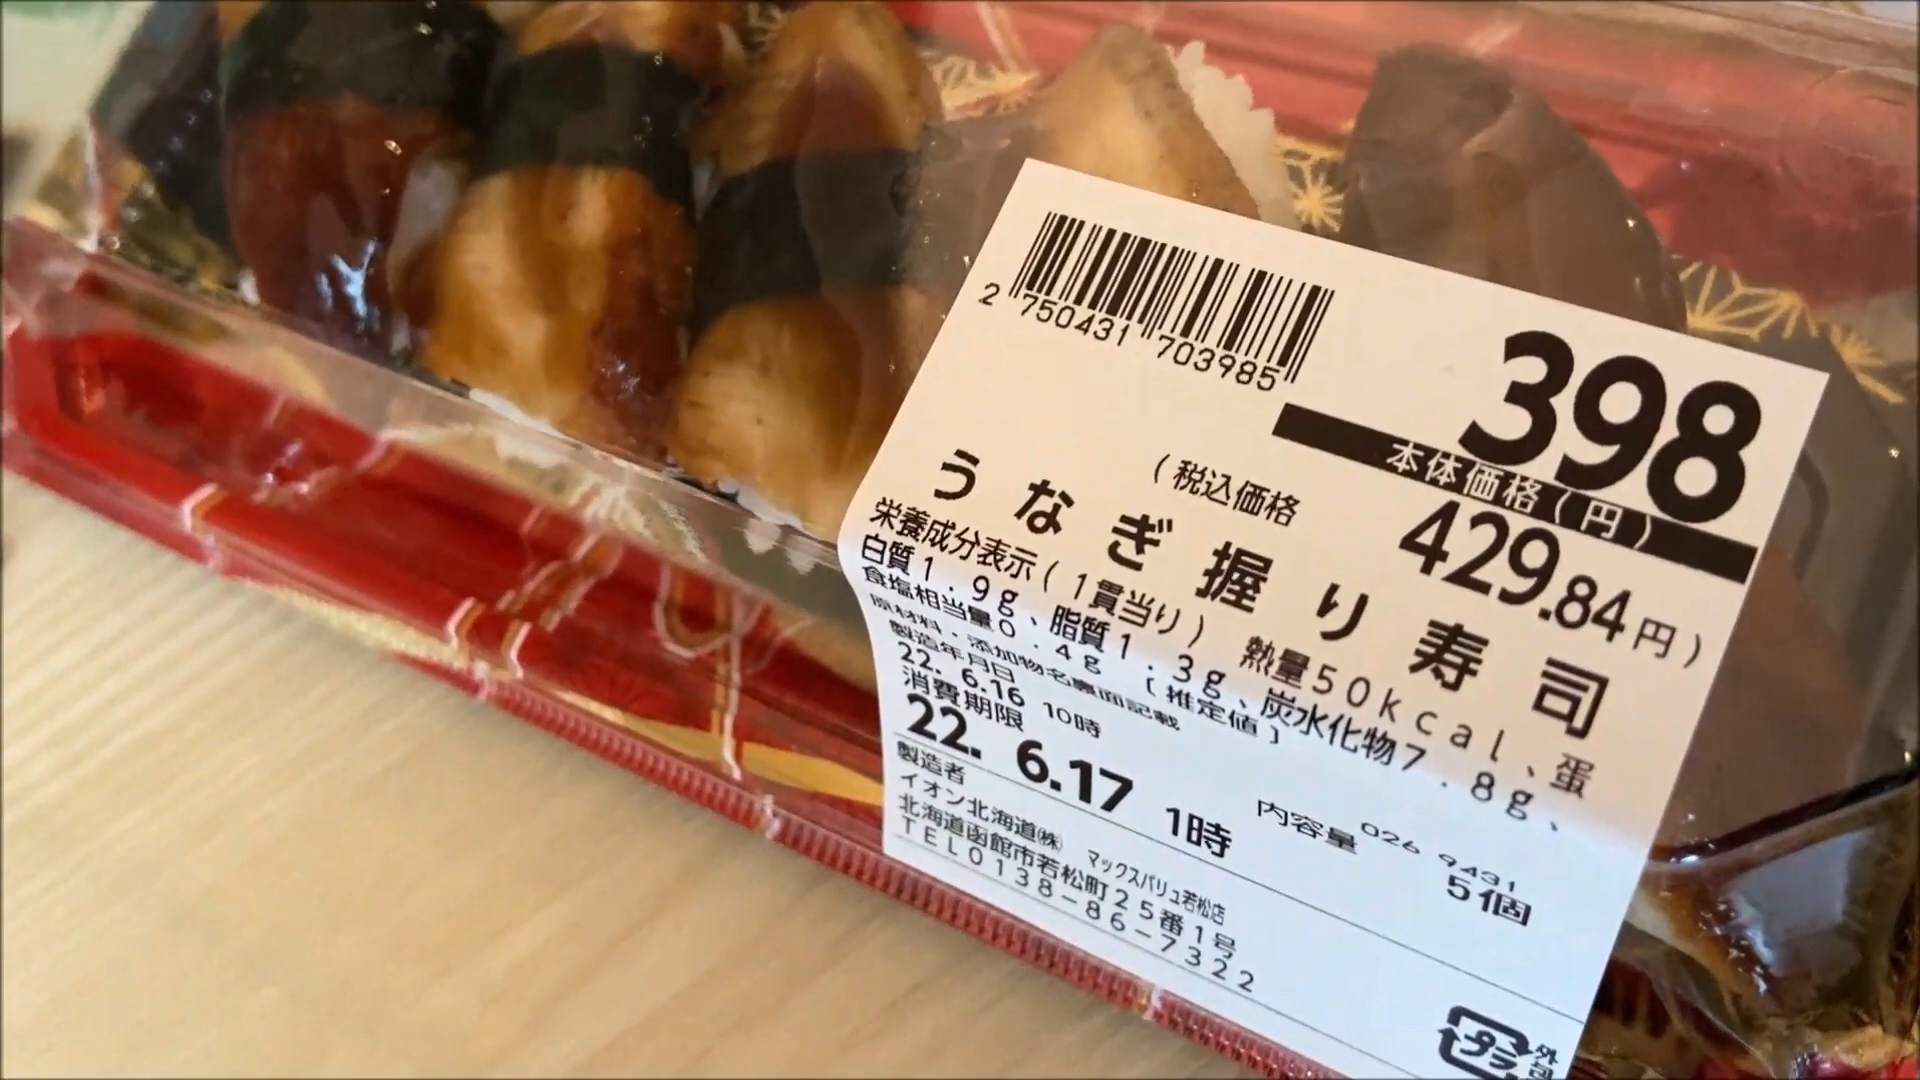 2 750431 703985
398
本体価格(円)
(税込価格 429.84円)
うなぎ握り寿司
栄養成分表示(1貫当り) 熱量50kcal、蛋
白質1.9g、脂質1.3g、炭水化物7.8g、
食塩相当量0.4g [推定値]
原材料・添加物名裏面記載
製造年月日
22. 6.16 10時
消費期限
22. 6.17 1時
内容量 026 9431
5個
製造者
イオン北海道㈱ マックスバリュ若松店
北海道函館市若松町25番1号
TEL0138-86-7322
プラ
外